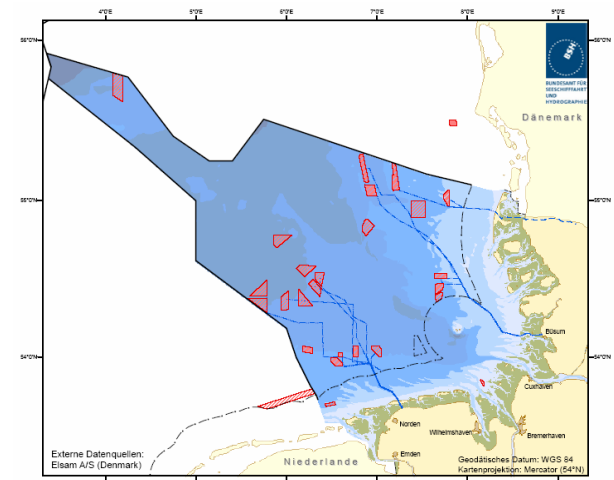 4°0'E 5°0'E 6°0'E 7°0'E 8°0'E 9°0'E
56°0'N
56°0'N
BSH
BUNDESAMT FÜR
SEESCHIFFFAHRT
UND
HYDROGRAPHIE
Dänemark
55°0'N
55°0'N
Büsum
54°0'N
54°0'N
Cuxhaven
Norden
Wilhelmshaven
Bremerhaven
Emden
Niederlande
Externe Datenquellen:
Elsam A/S (Denmark)
Geodätisches Datum: WGS 84
Kartenprojektion: Mercator (54°N)